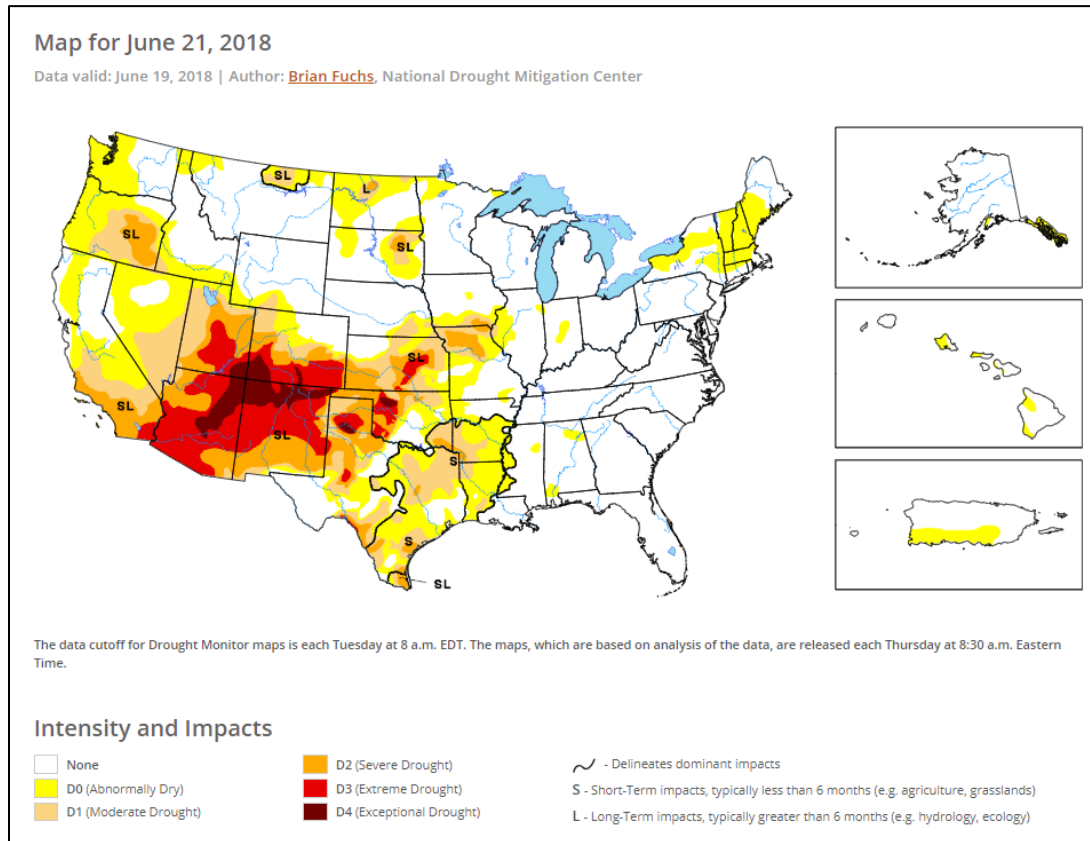 Map for June 21, 2018
Data valid: June 19, 2018 | Author: Brian Fuchs, National Drought Mitigation Center
SL
L
SL
SL
SL
SL
SL
S
S
SL
The data cutoff for Drought Monitor maps is each Tuesday at 8 a.m. EDT. The maps, which are based on analysis of the data, are released each Thursday at 8:30 a.m. Eastern
Time.
Intensity and Impacts
None
D0 (Abnormally Dry)
D1 (Moderate Drought)
D2 (Severe Drought)
D3 (Extreme Drought)
D4 (Exceptional Drought)
- Delineates dominant impacts
S - Short-Term impacts, typically less than 6 months (e.g. agriculture, grasslands)
L - Long-Term impacts, typically greater than 6 months (e.g. hydrology, ecology)